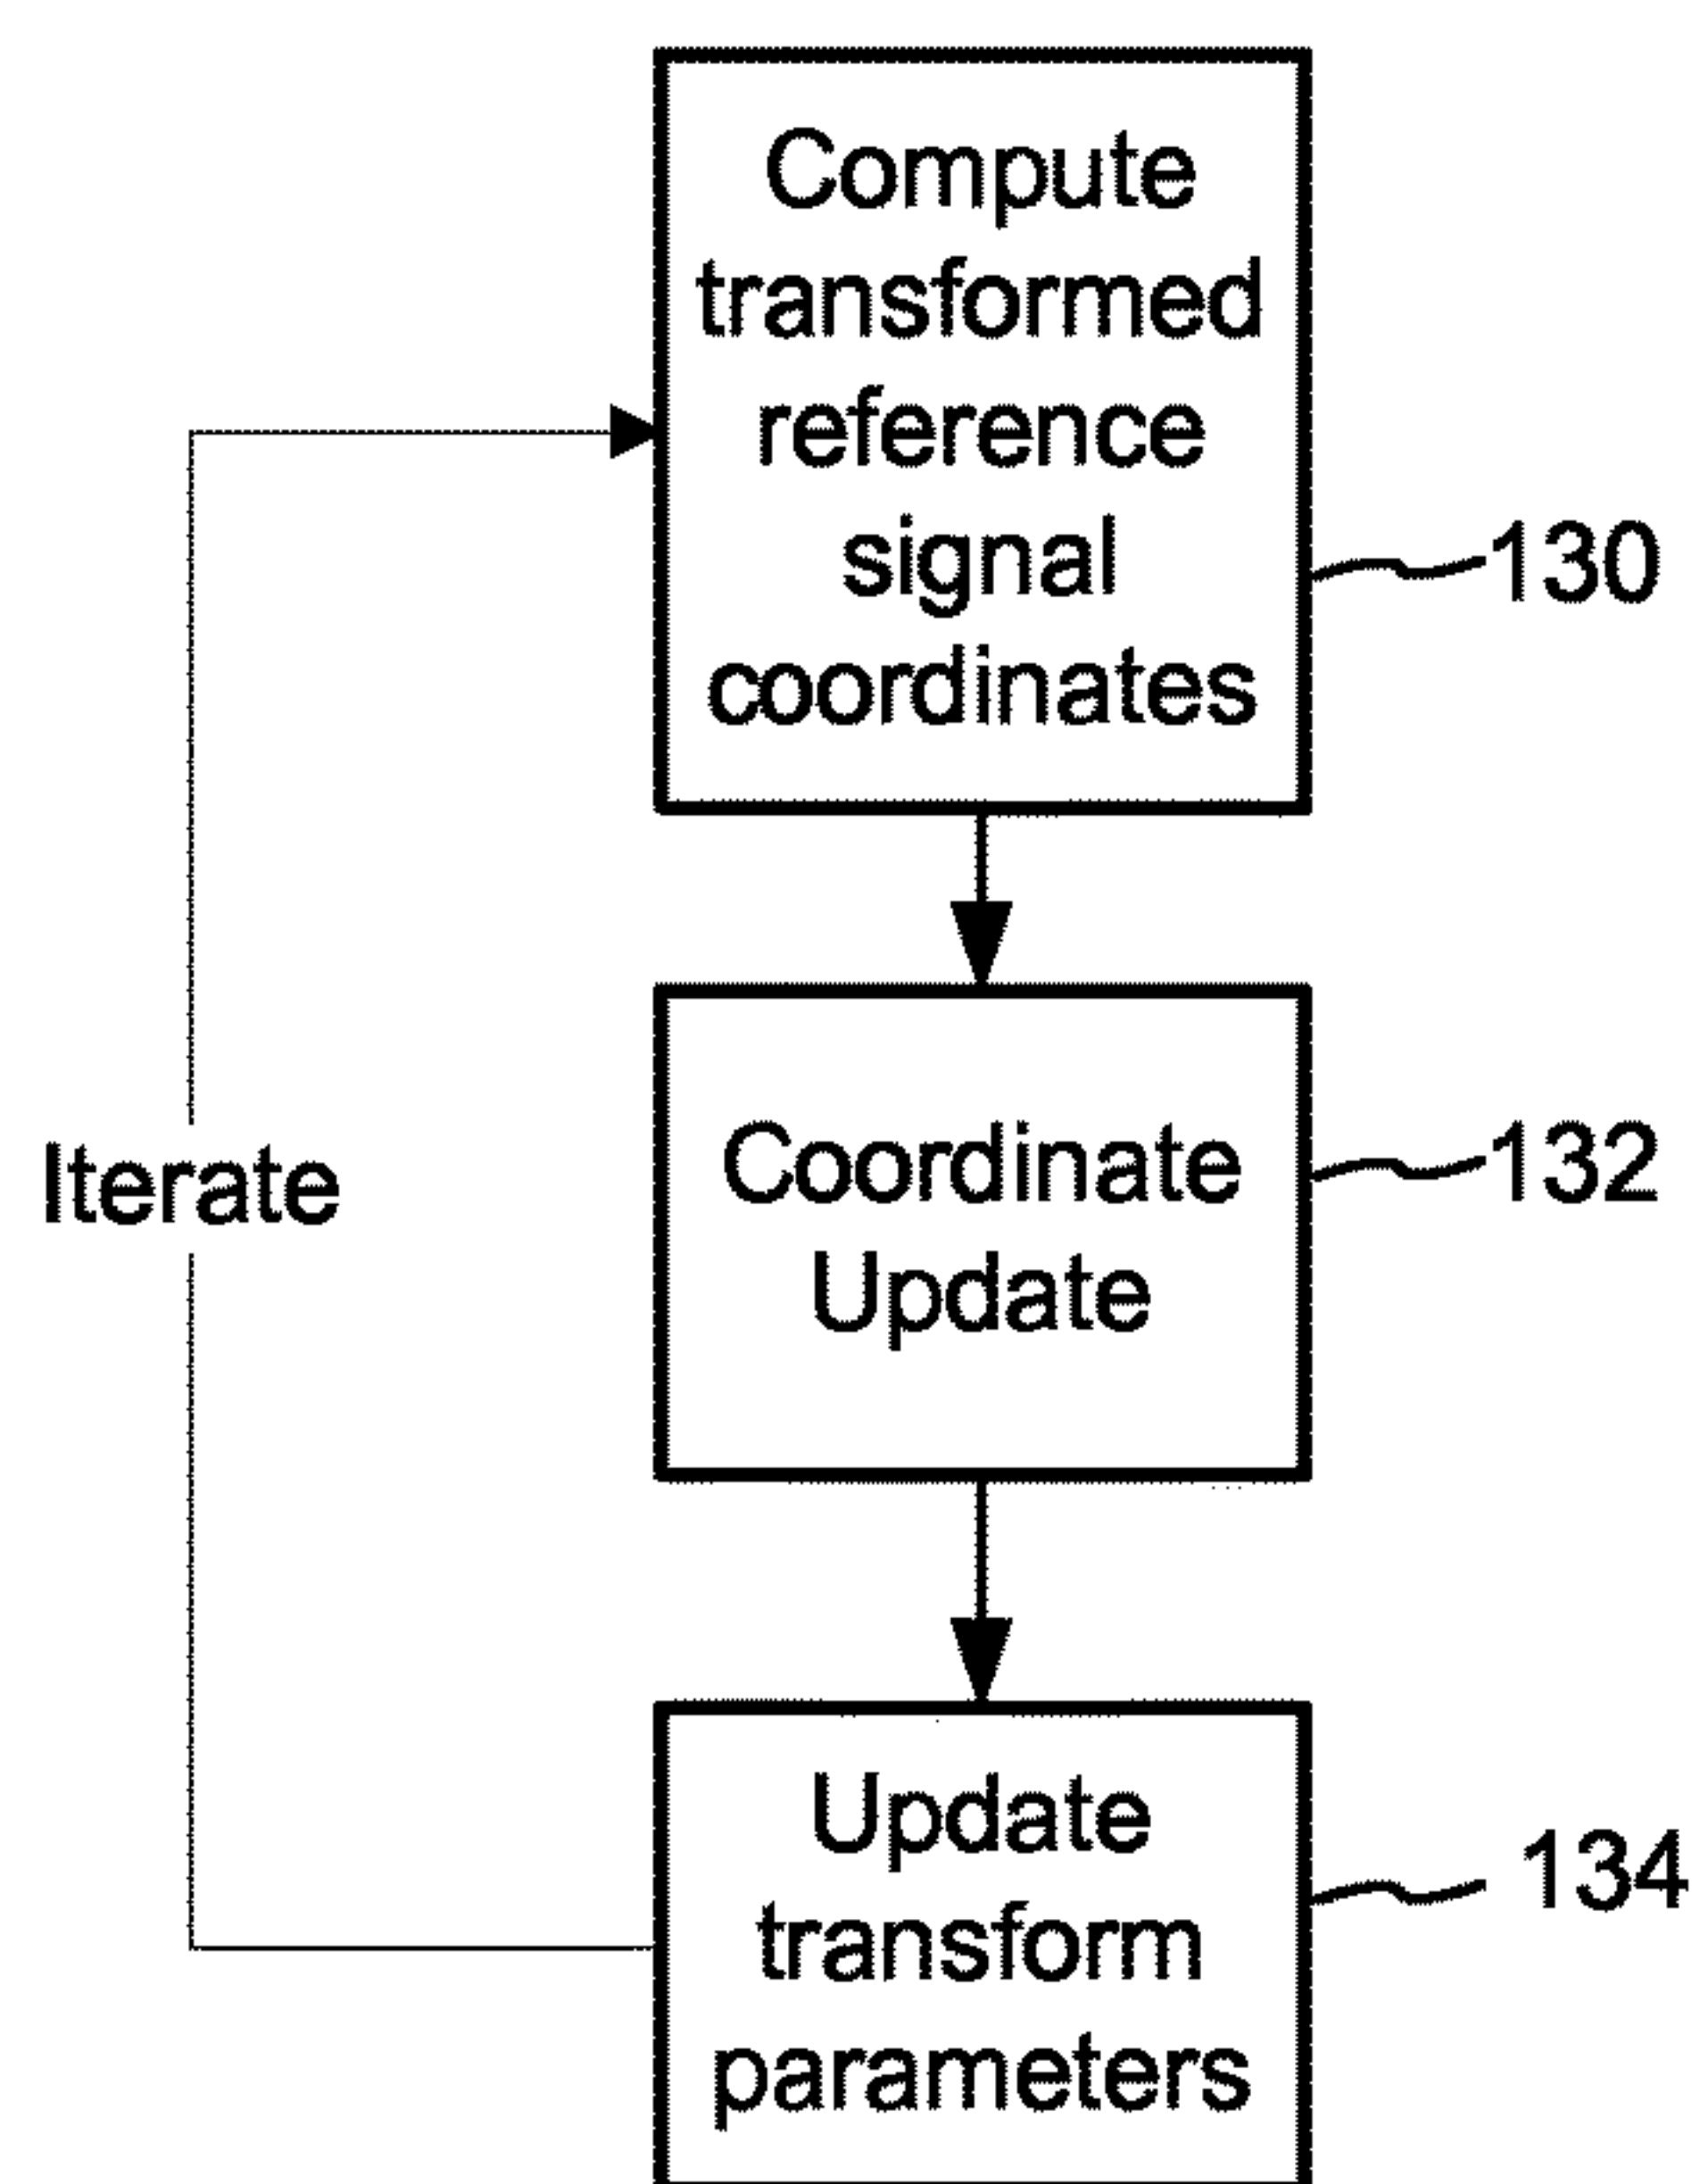 Compute
transformed
reference
signal
coordinates
130
Iterate
Coordinate
Update
132
Update
transform
parameters
134